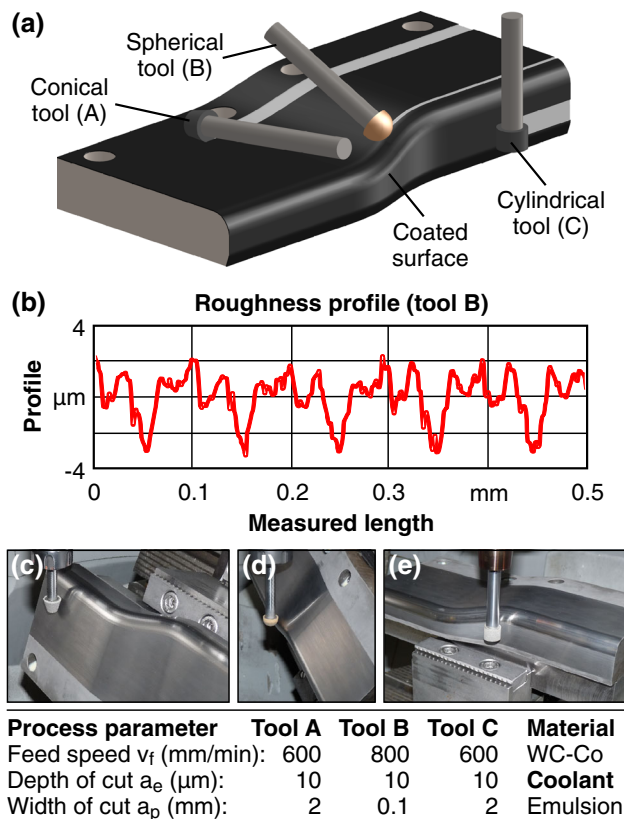 (a)
Spherical
tool (B)
Conical
tool (A)
Cylindrical
tool (C)
Coated
surface
(b)
Roughness profile (tool B)
4
Profile
µm
-4
0
0.1
0.2
0.3
mm
0.5
Measured length
(c)
(d)
(e)
Process parameter Tool A Tool B Tool C Material
Feed speed vf (mm/min): 600 800 600 WC-Co
Depth of cut ae (µm): 10 10 10 Coolant
Width of cut ap (mm): 2 0.1 2 Emulsion